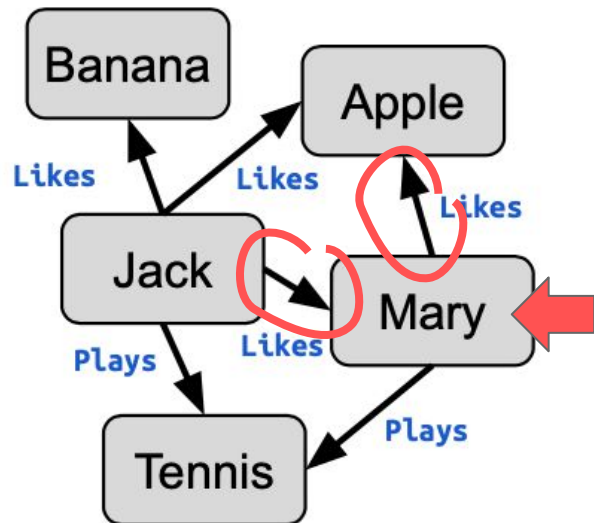 Banana
Apple
Likes
Likes
Likes
Jack
Mary
Likes
Plays
Plays
Tennis